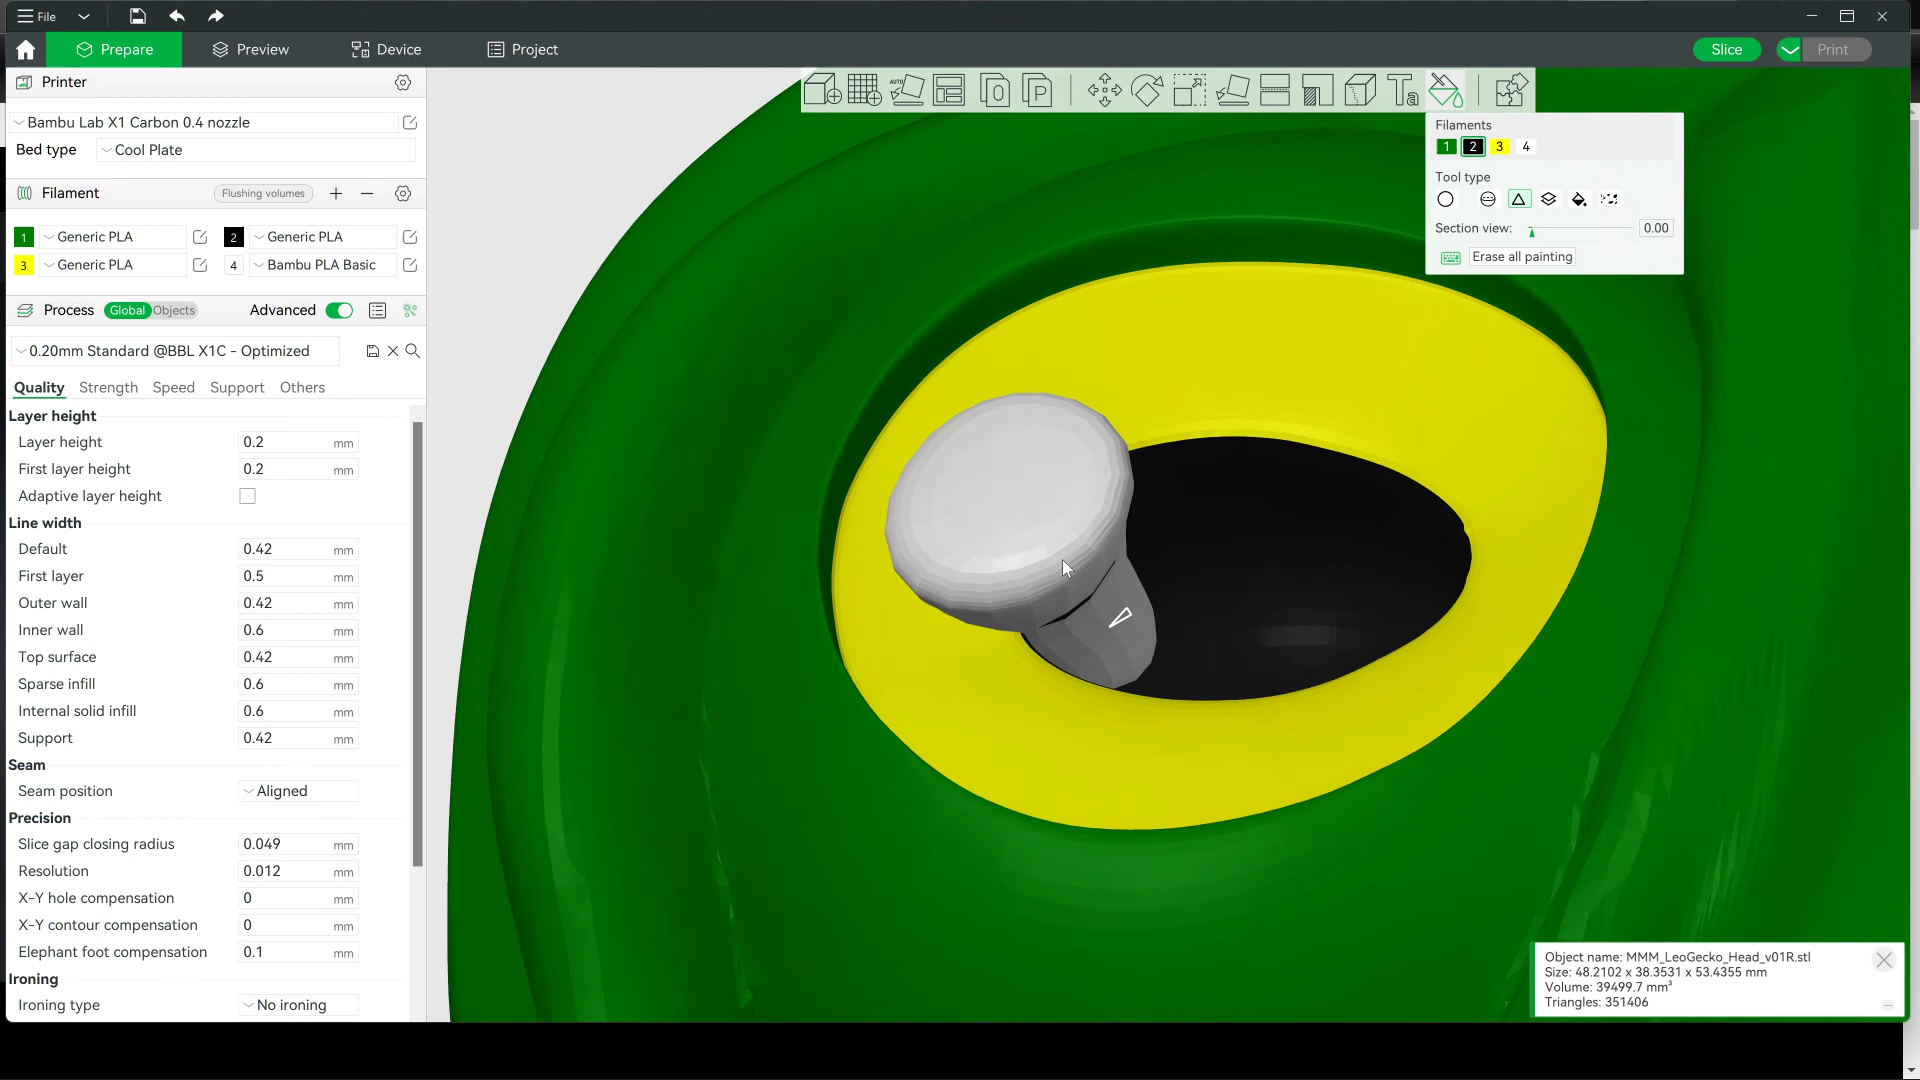 File
Prepare
Preview
Device
Project
Slice
Print
Printer
Bambu Lab X1 Carbon 0.4 nozzle
Bed type
Cool Plate
Filament
Flushing volumes
1 Generic PLA
2 Generic PLA
3 Generic PLA
4 Bambu PLA Basic
Process
Global
Objects
Advanced
0.20mm Standard @BBL X1C - Optimized
Quality
Strength
Speed
Support
Others
Layer height
Layer height 0.2 mm
First layer height 0.2 mm
Adaptive layer height
Line width
Default 0.42 mm
First layer 0.5 mm
Outer wall 0.42 mm
Inner wall 0.6 mm
Top surface 0.42 mm
Sparse infill 0.6 mm
Internal solid infill 0.6 mm
Support 0.42 mm
Seam
Seam position Aligned
Precision
Slice gap closing radius 0.049 mm
Resolution 0.012 mm
X-Y hole compensation 0 mm
X-Y contour compensation 0 mm
Elephant foot compensation 0.1 mm
Ironing
Ironing type No ironing
AUTO
O
P
Ta
Filaments
1 2 3 4
Tool type
Section view: 0.00
Erase all painting
Object name: MMM_LeoGecko_Head_v01R.stl
Size: 48.2102 x 38.3531 x 53.4355 mm
Volume: 39499.7 mm³
Triangles: 351406